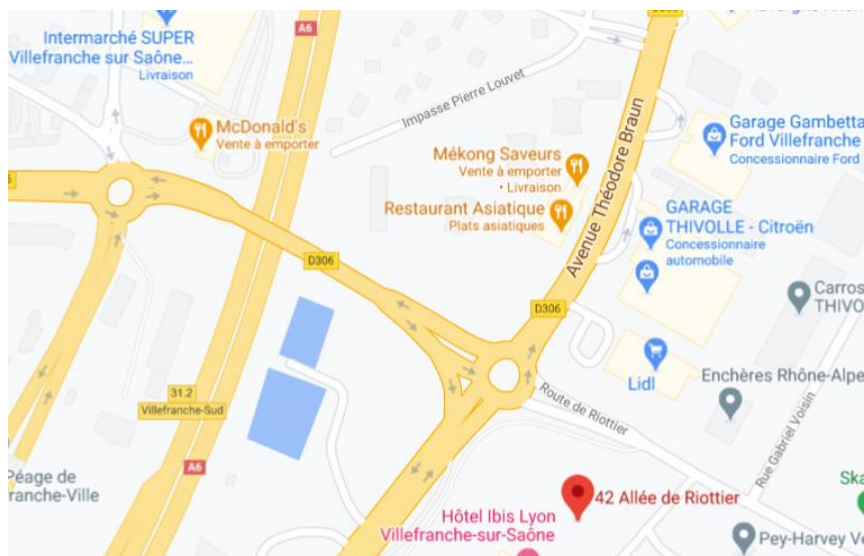 Intermarché SUPER
Villefranche sur Saône...
Livraison
A6
McDonald's
Vente à emporter
Impasse Pierre Louvet
Avenue Théodore Braun
Garage Gambetta
Ford Villefranche
Concessionnaire Ford
Mékong Saveurs
Vente à emporter
• Livraison
Restaurant Asiatique
Plats asiatiques
GARAGE
THIVOLLE - Citroën
Concessionnaire
automobile
D306
D306
Carros
THIVO
Lidl
Enchères Rhône-Alpe
31.2
Villefranche-Sud
Route de Riottier
Rue Gabriel Voisin
A6
Péage de
ranche-Ville
42 Allée de Riottier
Ska
Hôtel Ibis Lyon
Villefranche-sur-Saône
Pey-Harvey V